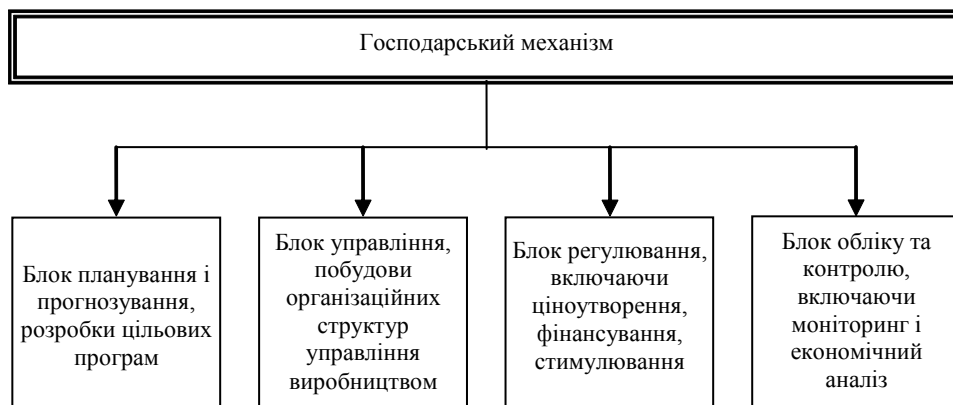 Господарський механізм
Блок планування і
прогнозування,
розробки цільових
програм
Блок управління,
побудови
організаційних
структур
управління
виробництвом
Блок регулювання,
включаючи
ціноутворення,
фінансування,
стимулювання
Блок обліку та
контролю,
включаючи
моніторинг і
економічний
аналіз